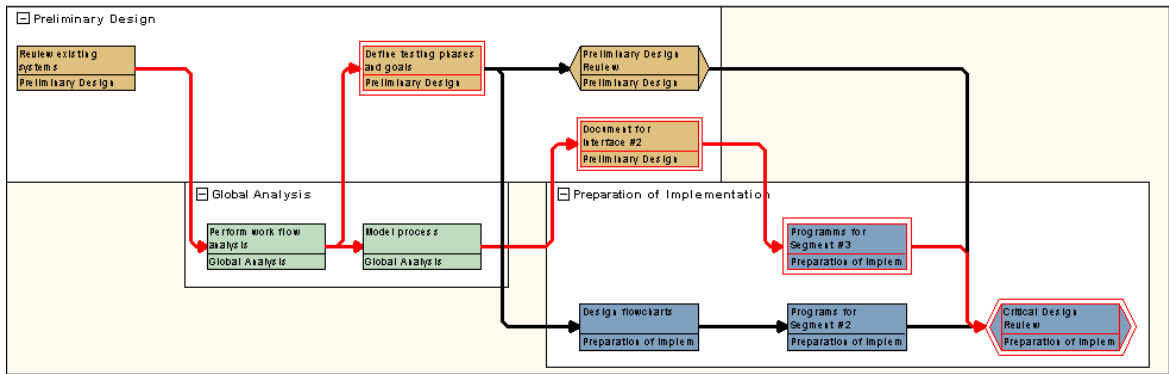 Preliminary Design
Review existing
systems
Preliminary Design
Define testing phases
and goals
Preliminary Design
Preliminary Design
Review
Preliminary Design
Document for
Interface #2
Preliminary Design
Global Analysis
Perform work flow
analysis
Global Analysis
Model process
Global Analysis
Preparation of Implementation
Programms for
Segment #3
Preparation of Implem
Design flowcharts
Preparation of Implem
Programs for
Segment #2
Preparation of Implem
Critical Design
Review
Preparation of Implem